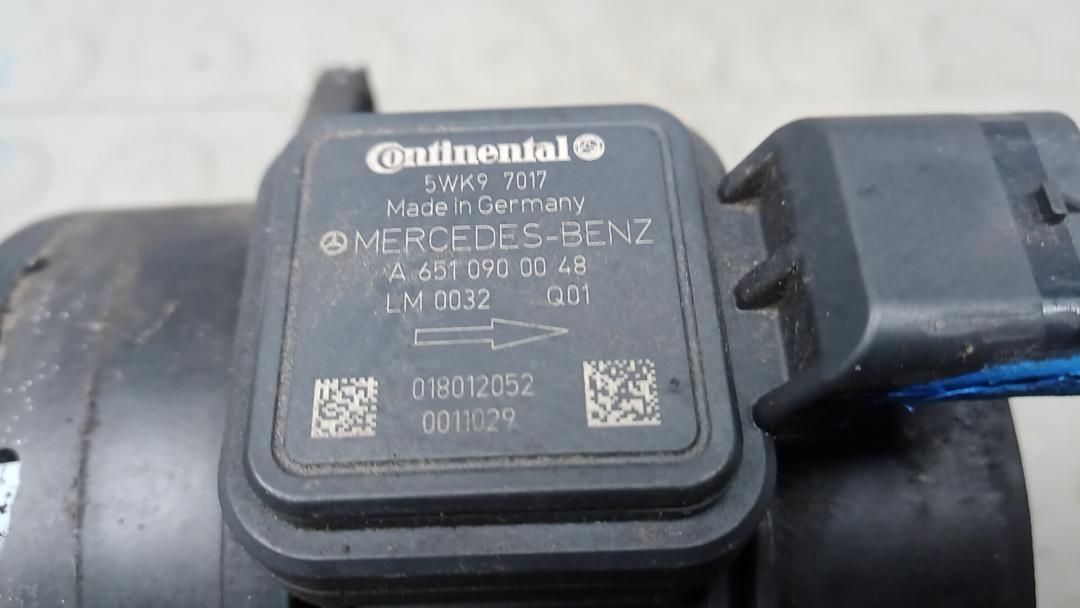 Continental
5WK9 7017
Made in Germany
MERCEDES-BENZ
A 651 090 00 48
LM 0032 Q01
018012052
0011029